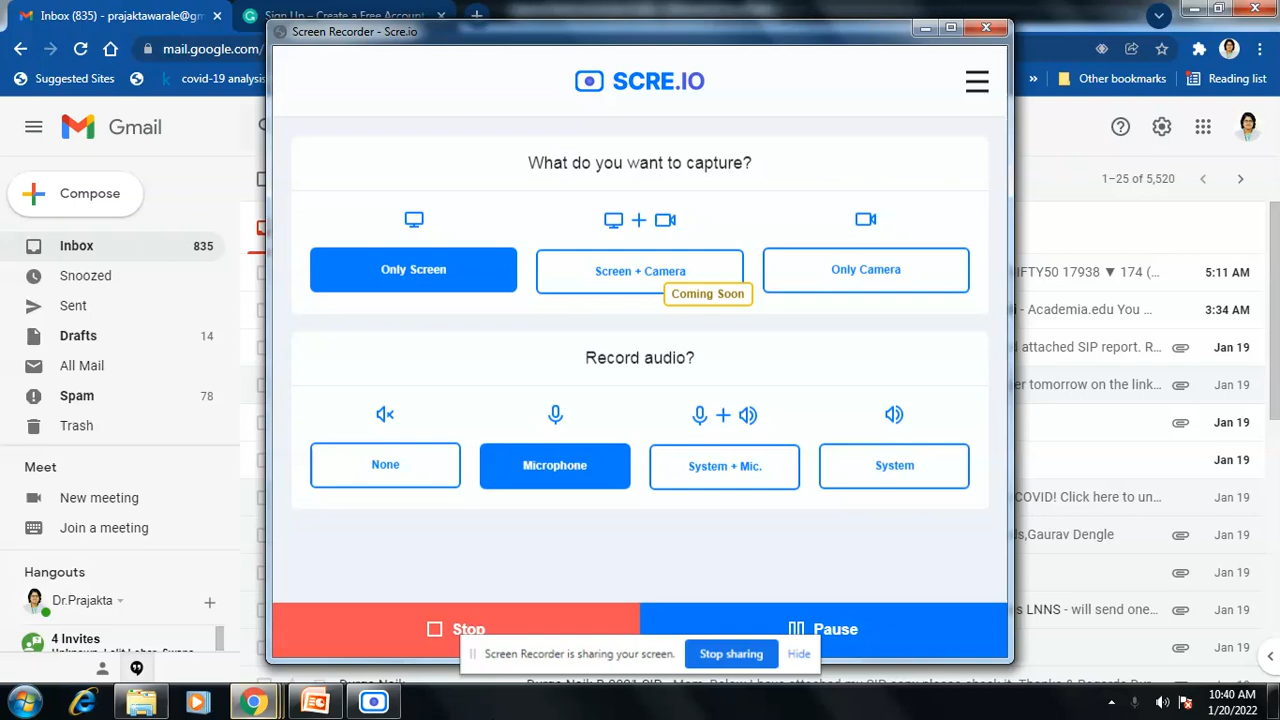 Inbox (835) - prajaktawarale@gm
Sign Up – Create a Free Account
Screen Recorder - Scre.io
mail.google.com/
Suggested Sites
covid-19 analysis
»
Other bookmarks
Reading list
SCRE.IO
Gmail
What do you want to capture?
Compose
1–25 of 5,520
Inbox 835
Only Screen
Screen + Camera
Only Camera
Coming Soon
Snoozed
IFTY50 17938 ▼ 174 (… 5:11 AM
Sent
i - Academia.edu You … 3:34 AM
Drafts 14
attached SIP report. R… Jan 19
Record audio?
All Mail
er tomorrow on the link… Jan 19
Spam 78
Jan 19
Trash
None
Microphone
System + Mic.
System
Jan 19
Meet
New meeting
COVID! Click here to un… Jan 19
Join a meeting
s,Gaurav Dengle Jan 19
Hangouts
Jan 19
Dr.Prajakta
s LNNS - will send one… Jan 19
Stop
Pause
4 Invites
Jan 19
Screen Recorder is sharing your screen.
Stop sharing
Hide
10:40 AM
1/20/2022